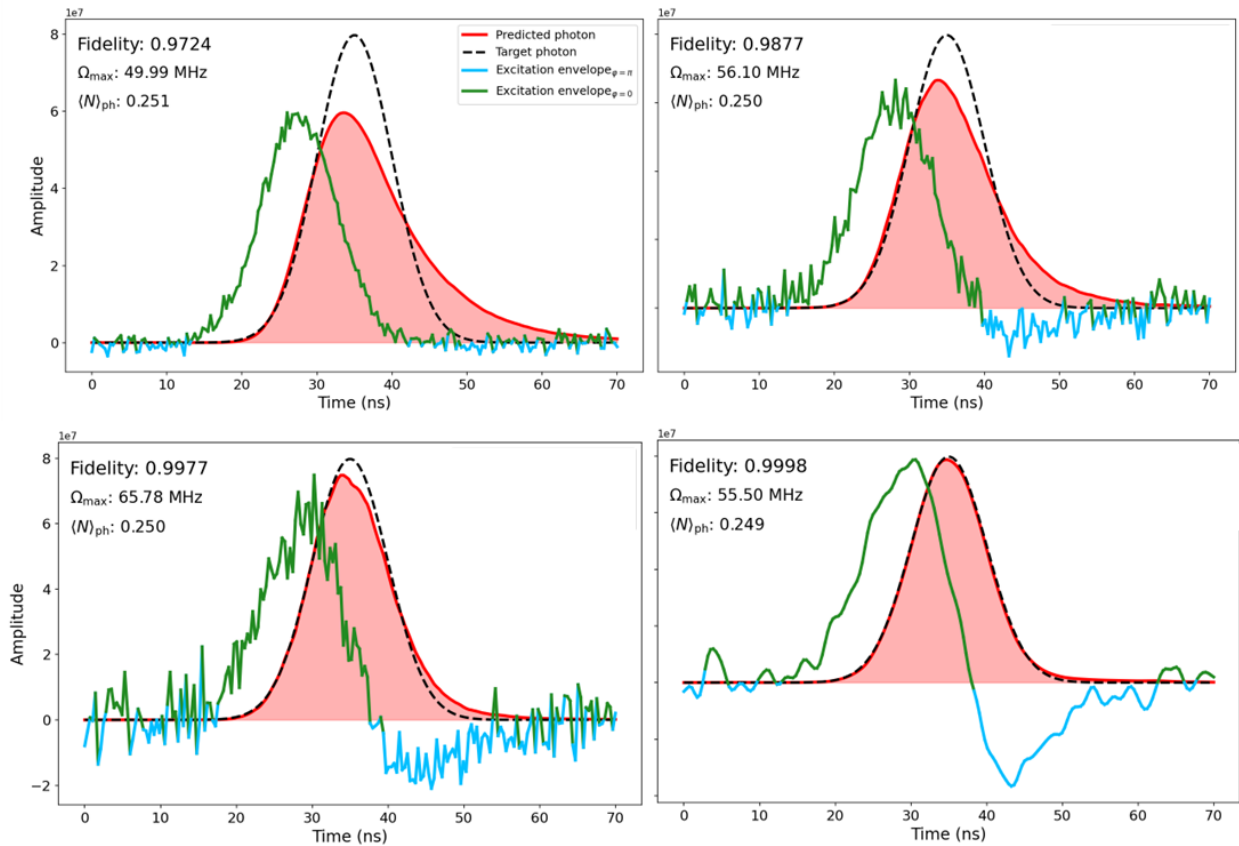 1e7
Fidelity: 0.9724
Ωmax: 49.99 MHz
⟨N⟩ph: 0.251
Predicted photon
Target photon
Excitation envelopeφ=π
Excitation envelopeφ=0
Amplitude
8
6
4
2
0
0 10 20 30 40 50 60 70
Time (ns)
1e7
Fidelity: 0.9877
Ωmax: 56.10 MHz
⟨N⟩ph: 0.250
0 10 20 30 40 50 60 70
Time (ns)
1e7
Fidelity: 0.9977
Ωmax: 65.78 MHz
⟨N⟩ph: 0.250
Amplitude
8
6
4
2
0
−2
0 10 20 30 40 50 60 70
Time (ns)
1e7
Fidelity: 0.9998
Ωmax: 55.50 MHz
⟨N⟩ph: 0.249
0 10 20 30 40 50 60 70
Time (ns)